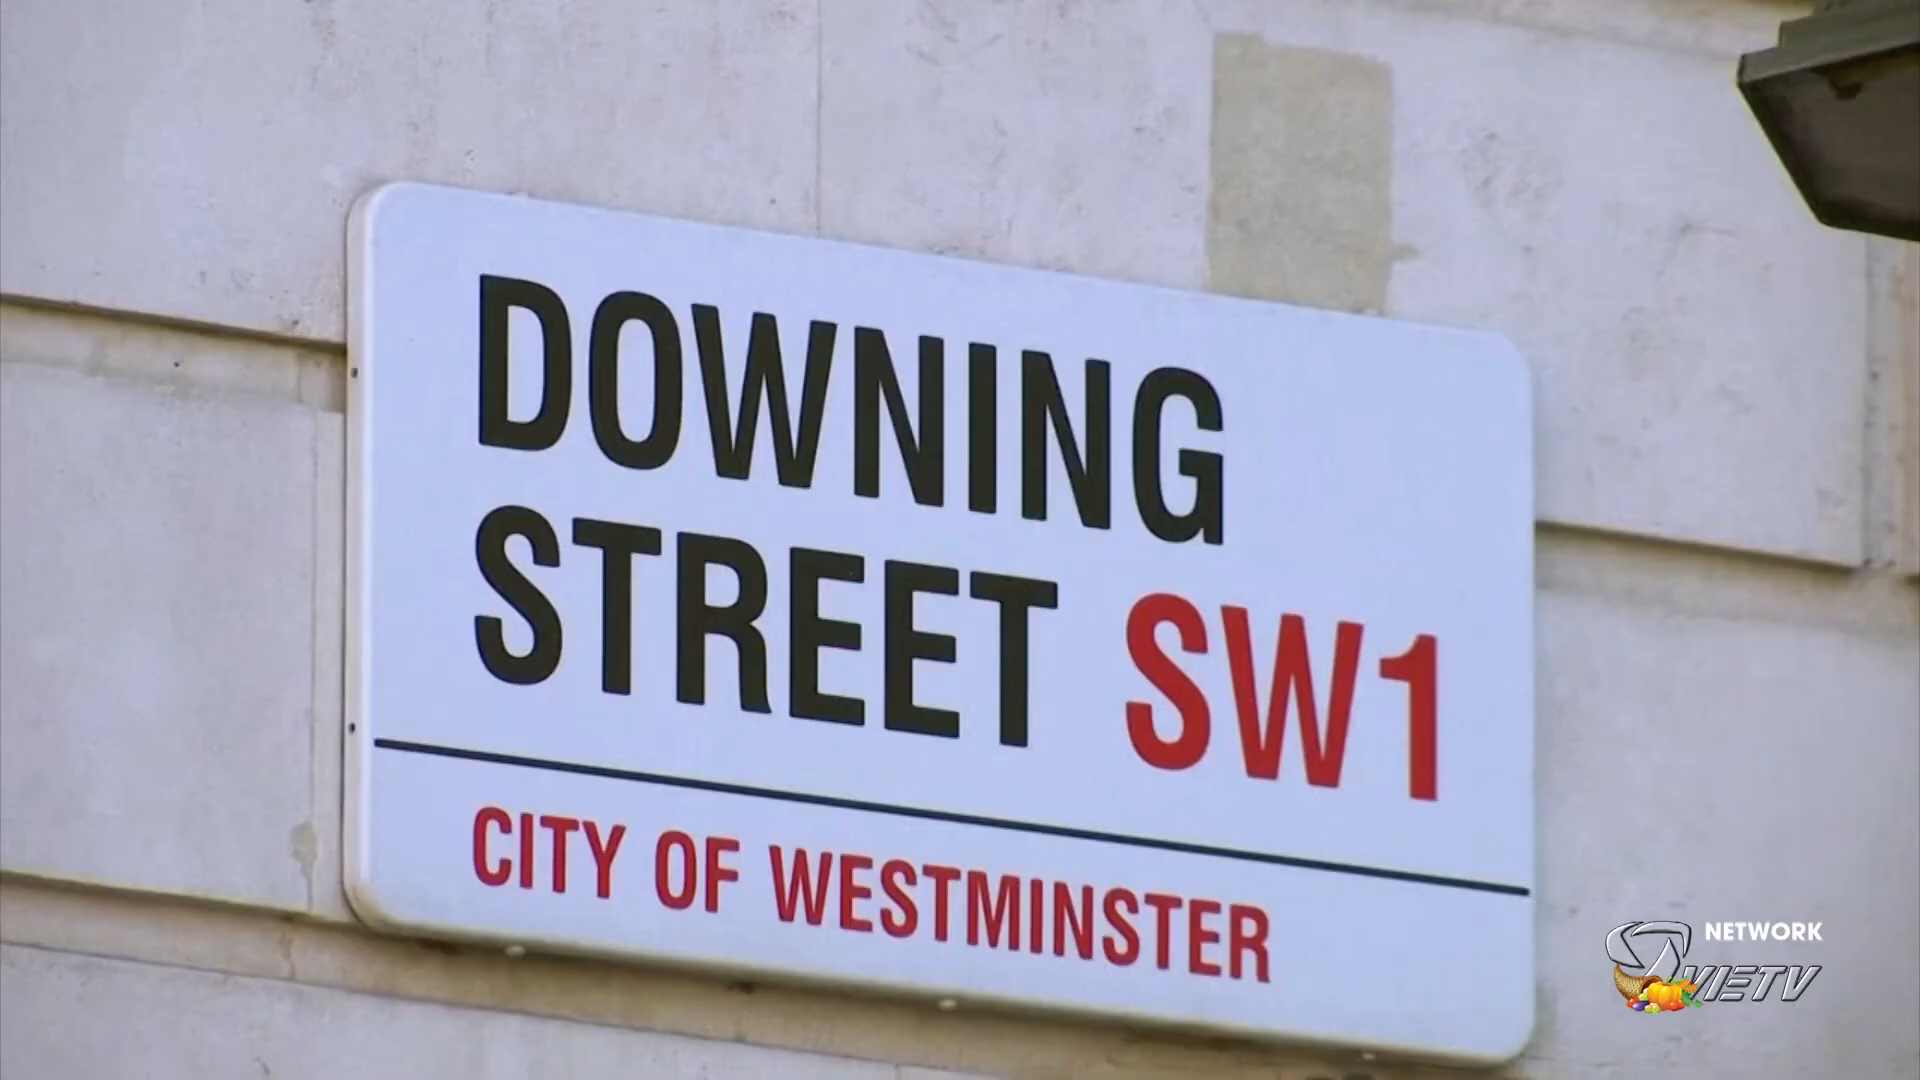 DOWNING
STREET SW1
CITY OF WESTMINSTER
NETWORK
VIETV